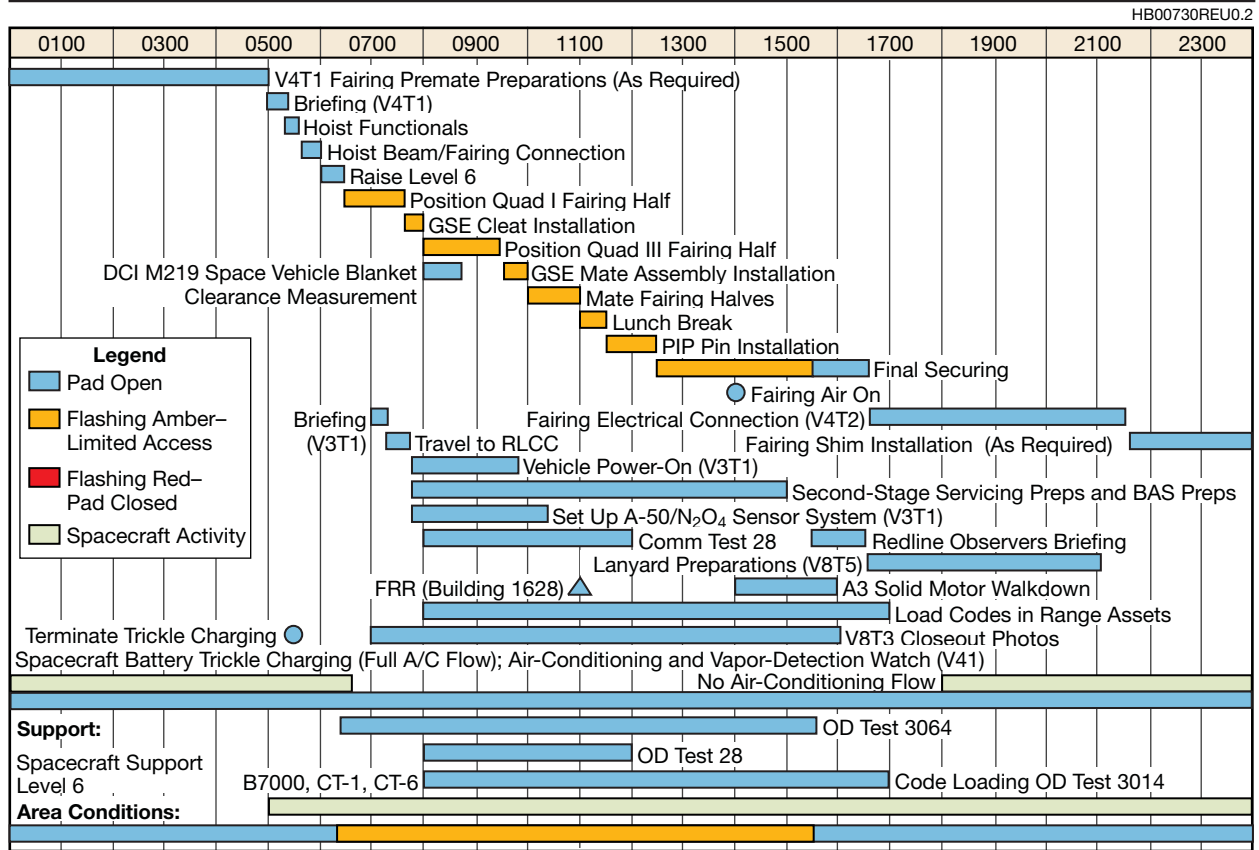 HB00730REU0.2
0100 0300 0500 0700 0900 1100 1300 1500 1700 1900 2100 2300
V4T1 Fairing Premate Preparations (As Required)
Briefing (V4T1)
Hoist Functionals
Hoist Beam/Fairing Connection
Raise Level 6
Position Quad I Fairing Half
GSE Cleat Installation
Position Quad III Fairing Half
DCI M219 Space Vehicle Blanket
Clearance Measurement
GSE Mate Assembly Installation
Mate Fairing Halves
Lunch Break
PIP Pin Installation
Final Securing
Fairing Air On
Legend
Pad Open
Flashing Amber–
Limited Access
Flashing Red–
Pad Closed
Spacecraft Activity
Briefing
(V3T1)
Fairing Electrical Connection (V4T2)
Travel to RLCC
Fairing Shim Installation (As Required)
Vehicle Power-On (V3T1)
Second-Stage Servicing Preps and BAS Preps
Set Up A-50/N₂O₄ Sensor System (V3T1)
Comm Test 28
Redline Observers Briefing
Lanyard Preparations (V8T5)
FRR (Building 1628)
A3 Solid Motor Walkdown
Load Codes in Range Assets
Terminate Trickle Charging
V8T3 Closeout Photos
Spacecraft Battery Trickle Charging (Full A/C Flow); Air-Conditioning and Vapor-Detection Watch (V41)
No Air-Conditioning Flow
Support:
OD Test 3064
Spacecraft Support
Level 6
OD Test 28
B7000, CT-1, CT-6
Code Loading OD Test 3014
Area Conditions: